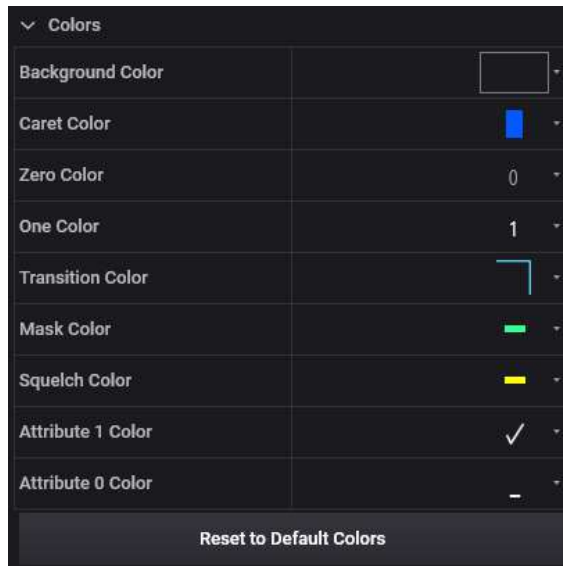 Colors
Background Color
Caret Color
Zero Color 0
One Color 1
Transition Color
Mask Color
Squelch Color
Attribute 1 Color
Attribute 0 Color
Reset to Default Colors